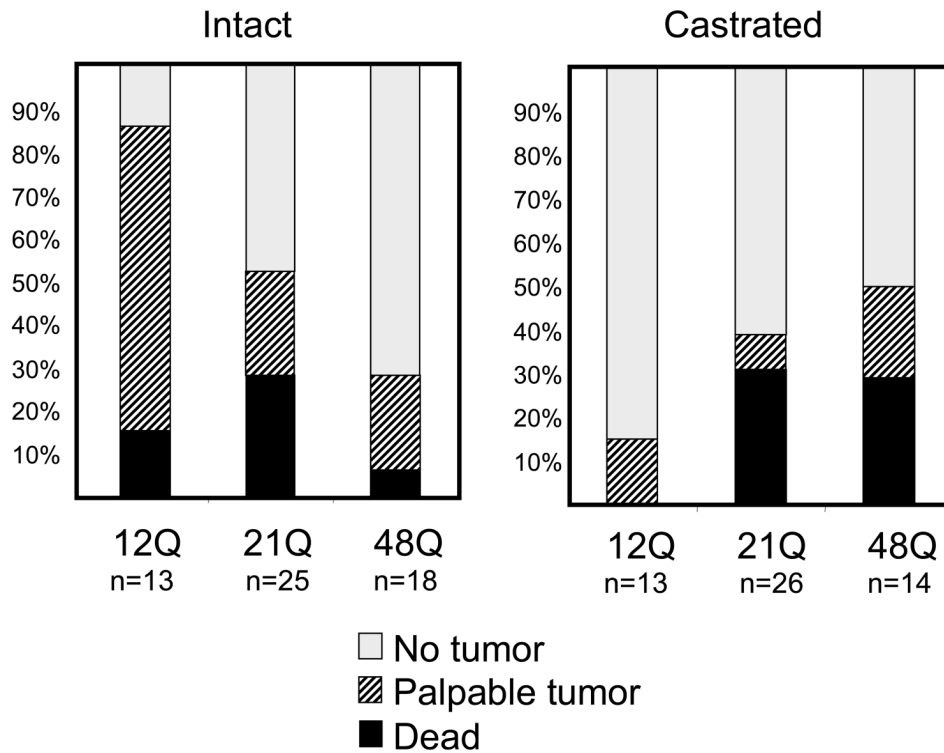 Intact
90%
80%
70%
60%
50%
40%
30%
20%
10%
12Q 21Q 48Q
n=13 n=25 n=18
Castrated
90%
80%
70%
60%
50%
40%
30%
20%
10%
12Q 21Q 48Q
n=13 n=26 n=14
No tumor
Palpable tumor
Dead